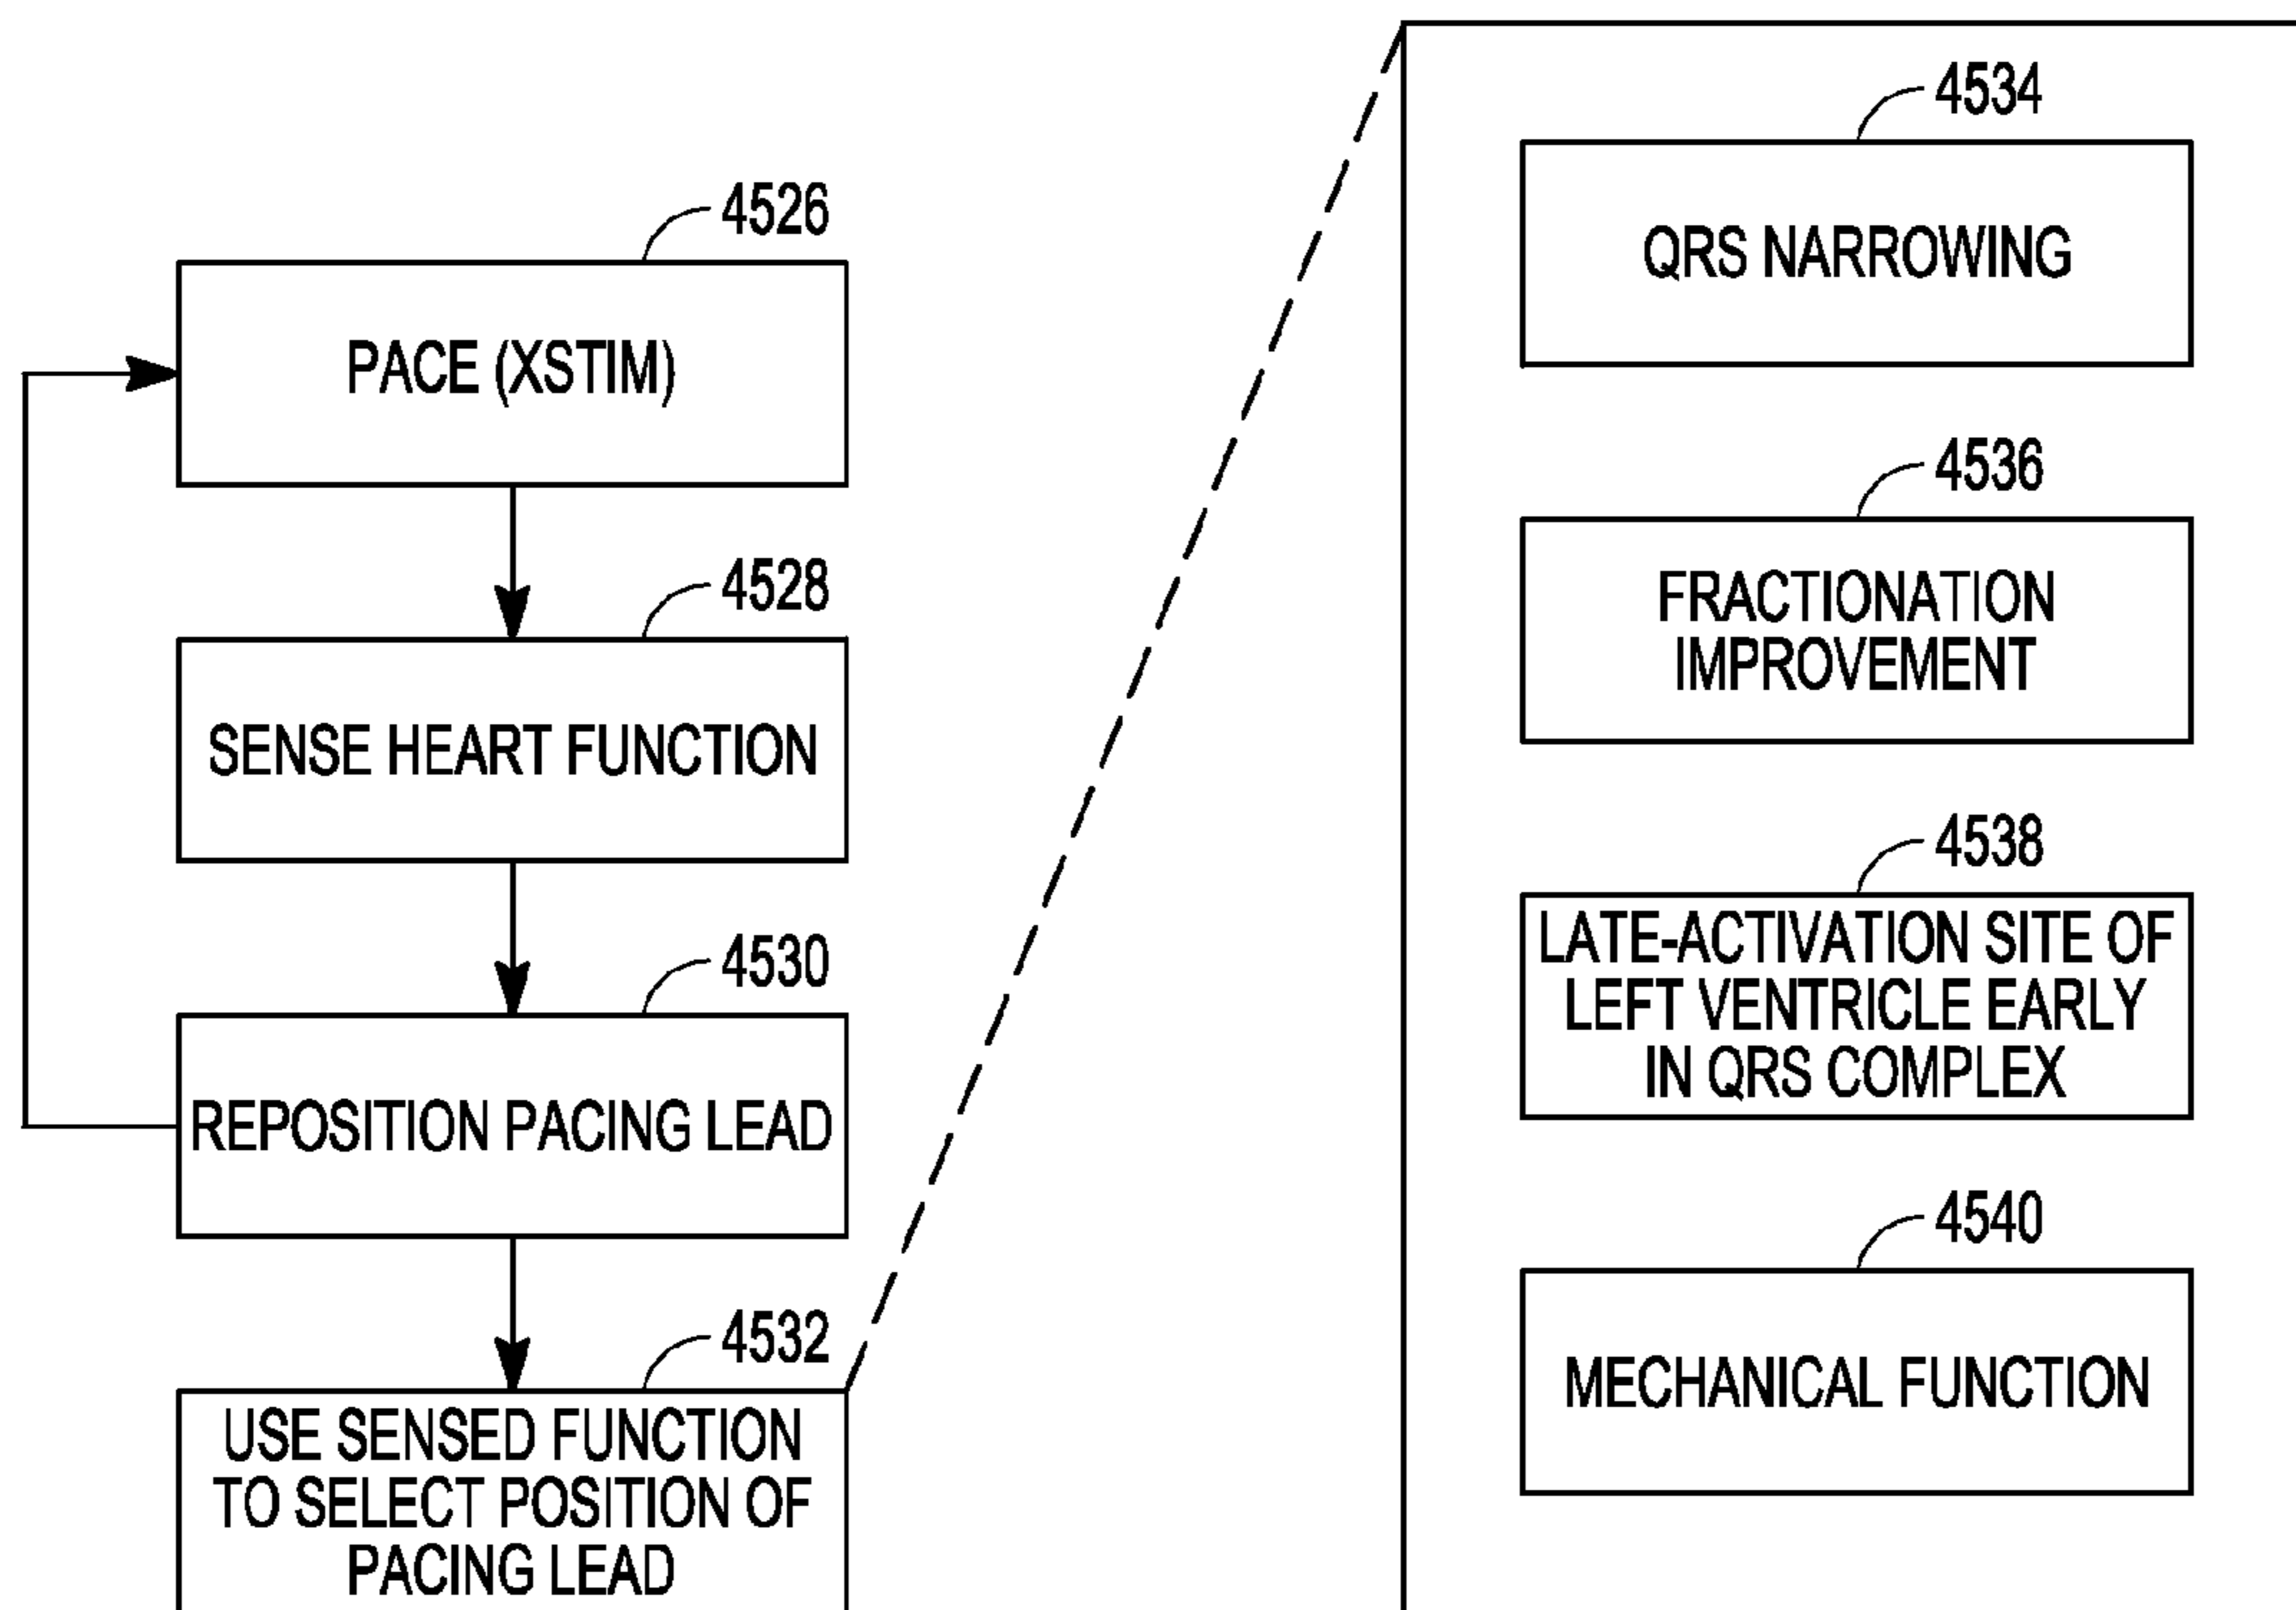 4526
PACE (XSTIM)
4528
SENSE HEART FUNCTION
4530
REPOSITION PACING LEAD
4532
USE SENSED FUNCTION
TO SELECT POSITION OF
PACING LEAD
4534
QRS NARROWING
4536
FRACTIONATION
IMPROVEMENT
4538
LATE-ACTIVATION SITE OF
LEFT VENTRICLE EARLY
IN QRS COMPLEX
4540
MECHANICAL FUNCTION